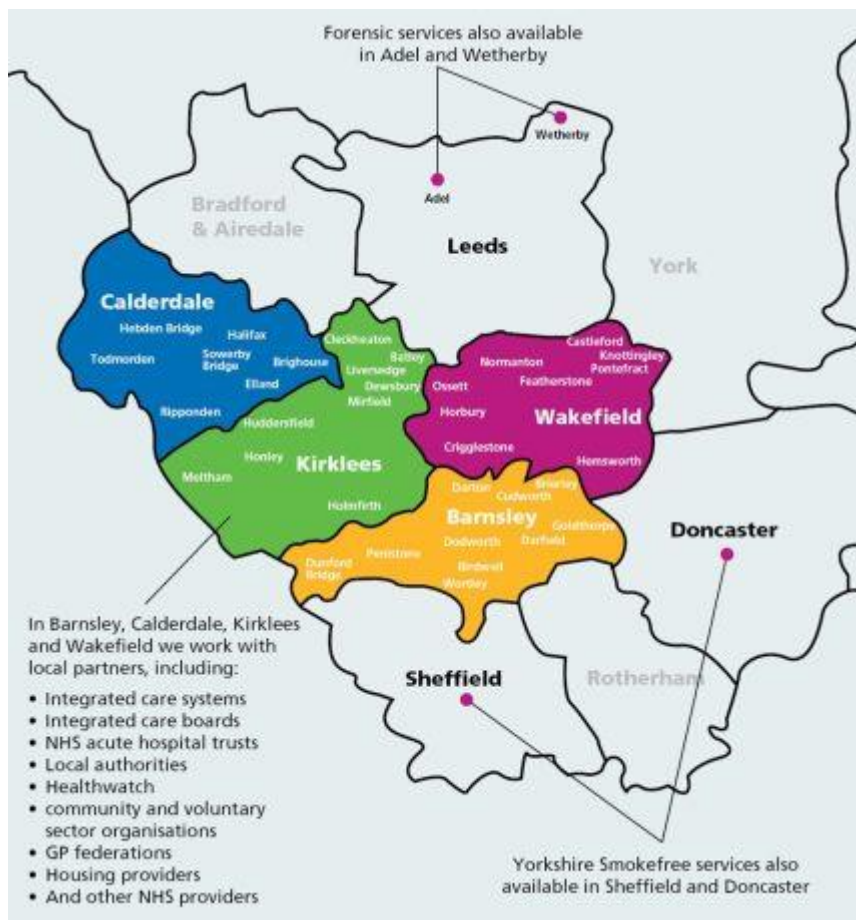 Forensic services also available
in Adel and Wetherby
Wetherby
Adel
Bradford
& Airedale
Leeds
York
Calderdale
Hebden Bridge
Halifax
Todmorden
Sowerby
Bridge
Brighouse
Elland
Ripponden
Cleckheaton
Batley
Liversedge
Dewsbury
Mirfield
Huddersfield
Honley
Kirklees
Meltham
Holmfirth
Castleford
Normanton
Knottingley
Pontefract
Featherstone
Ossett
Horbury
Wakefield
Crigglestone
Hemsworth
Darton
Brierley
Cudworth
Barnsley
Goldthorpe
Dodworth
Darfield
Penistone
Dunford
Bridge
Birdwell
Wortley
Doncaster
Sheffield
Rotherham
In Barnsley, Calderdale, Kirklees
and Wakefield we work with
local partners, including:
• Integrated care systems
• Integrated care boards
• NHS acute hospital trusts
• Local authorities
• Healthwatch
• community and voluntary
sector organisations
• GP federations
• Housing providers
• And other NHS providers
Yorkshire Smokefree services also
available in Sheffield and Doncaster